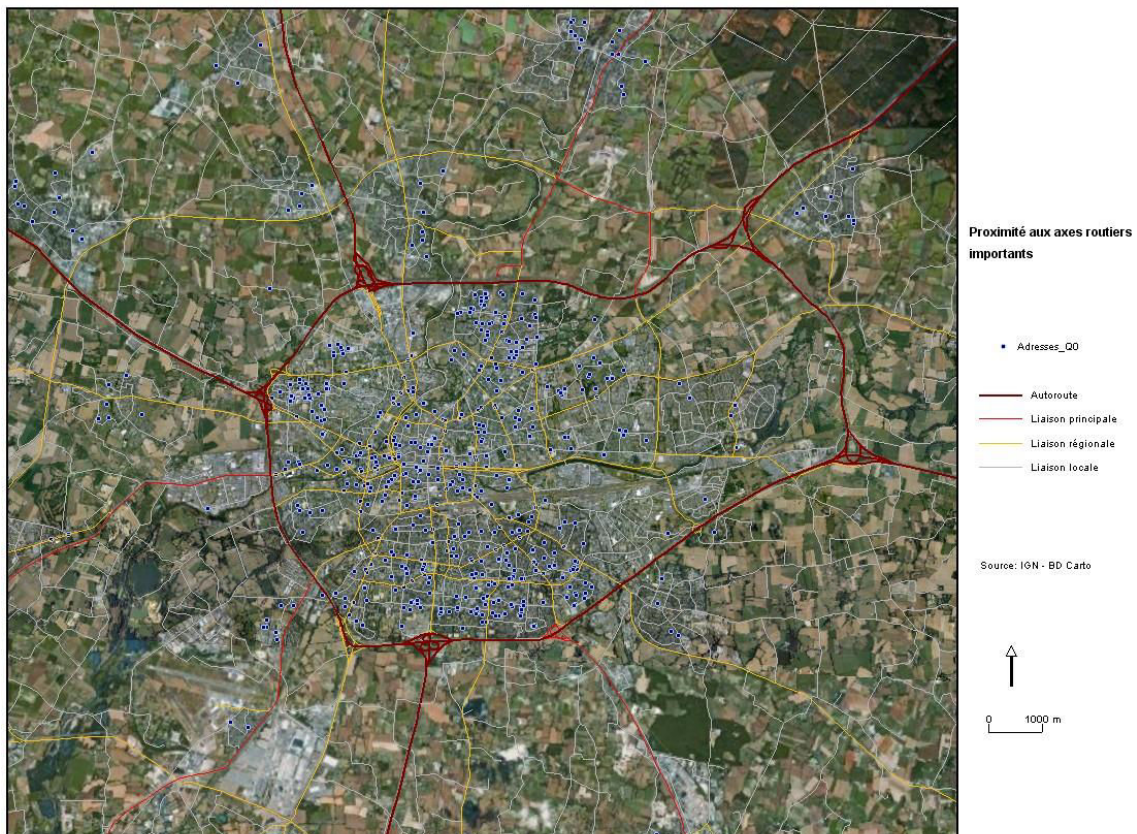 Proximité aux axes routiers
importants
Adresses_Q0
Autoroute
Liaison principale
Liaison régionale
Liaison locale
Source: IGN - BD Carto
0 1000 m